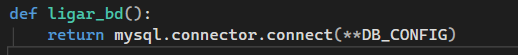 def ligar_bd():
    return mysql.connector.connect(**DB_CONFIG)